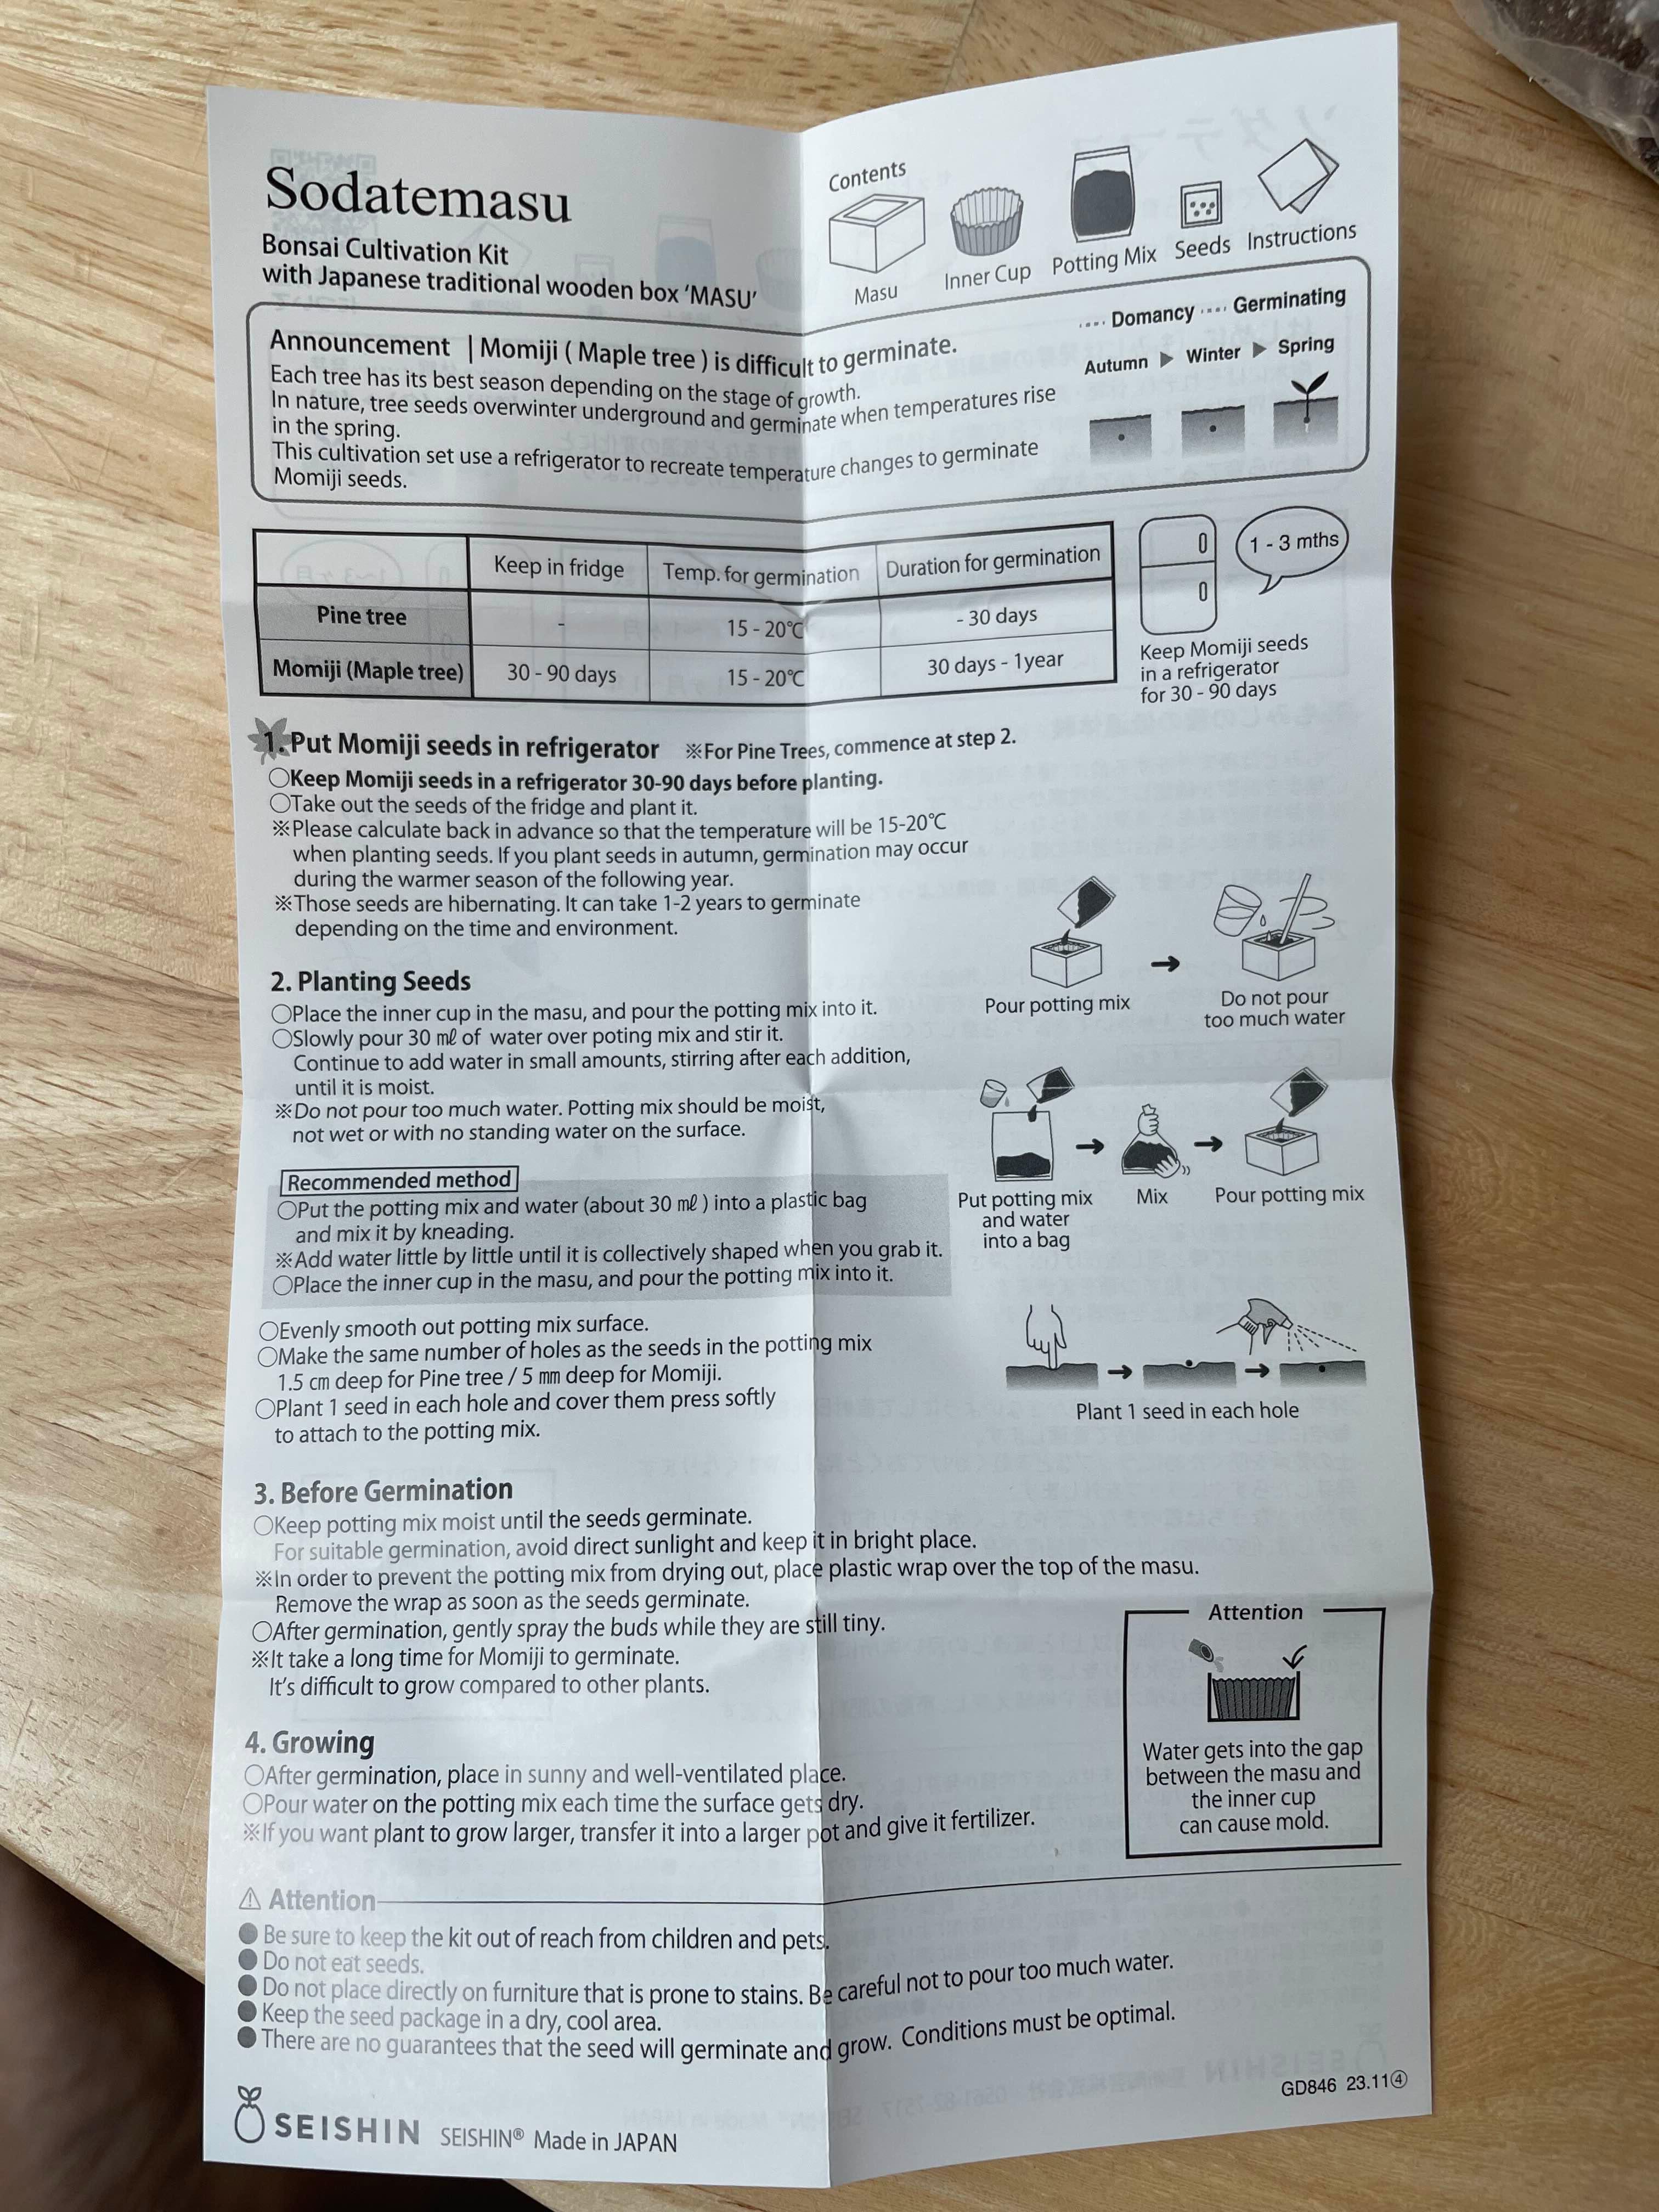 Sodatemasu
Bonsai Cultivation Kit
with Japanese traditional wooden box 'MASU'
Contents
Masu
Inner Cup
Potting Mix
Seeds
Instructions
Announcement | Momiji ( Maple tree ) is difficult to germinate.
Each tree has its best season depending on the stage of growth.
In nature, tree seeds overwinter underground and germinate when temperatures rise
in the spring.
This cultivation set use a refrigerator to recreate temperature changes to germinate
Momiji seeds.
···· Domancy ···· Germinating
Autumn ▶ Winter ▶ Spring
Keep in fridge Temp. for germination Duration for germination
Pine tree - 15 - 20℃ - 30 days
Momiji (Maple tree) 30 - 90 days 15 - 20℃ 30 days - 1year
1 - 3 mths
Keep Momiji seeds
in a refrigerator
for 30 - 90 days
1. Put Momiji seeds in refrigerator ※For Pine Trees, commence at step 2.
○Keep Momiji seeds in a refrigerator 30-90 days before planting.
○Take out the seeds of the fridge and plant it.
※Please calculate back in advance so that the temperature will be 15-20℃
when planting seeds. If you plant seeds in autumn, germination may occur
during the warmer season of the following year.
※Those seeds are hibernating. It can take 1-2 years to germinate
depending on the time and environment.
2. Planting Seeds
○Place the inner cup in the masu, and pour the potting mix into it.
○Slowly pour 30 mℓ of water over poting mix and stir it.
Continue to add water in small amounts, stirring after each addition,
until it is moist.
※Do not pour too much water. Potting mix should be moist,
not wet or with no standing water on the surface.
Pour potting mix
→
Do not pour
too much water
Recommended method
○Put the potting mix and water (about 30 mℓ ) into a plastic bag
and mix it by kneading.
※Add water little by little until it is collectively shaped when you grab it.
○Place the inner cup in the masu, and pour the potting mix into it.
Put potting mix
and water
into a bag
→
Mix
→
Pour potting mix
○Evenly smooth out potting mix surface.
○Make the same number of holes as the seeds in the potting mix
1.5 cm deep for Pine tree / 5 mm deep for Momiji.
○Plant 1 seed in each hole and cover them press softly
to attach to the potting mix.
→ →
Plant 1 seed in each hole
3. Before Germination
○Keep potting mix moist until the seeds germinate.
For suitable germination, avoid direct sunlight and keep it in bright place.
※In order to prevent the potting mix from drying out, place plastic wrap over the top of the masu.
Remove the wrap as soon as the seeds germinate.
○After germination, gently spray the buds while they are still tiny.
※It take a long time for Momiji to germinate.
It's difficult to grow compared to other plants.
4. Growing
○After germination, place in sunny and well-ventilated place.
○Pour water on the potting mix each time the surface gets dry.
※If you want plant to grow larger, transfer it into a larger pot and give it fertilizer.
Attention
Water gets into the gap
between the masu and
the inner cup
can cause mold.
⚠ Attention
● Be sure to keep the kit out of reach from children and pets.
● Do not eat seeds.
● Do not place directly on furniture that is prone to stains. Be careful not to pour too much water.
● Keep the seed package in a dry, cool area.
● There are no guarantees that the seed will germinate and grow. Conditions must be optimal.
SEISHIN SEISHIN® Made in JAPAN
GD846 23.11④